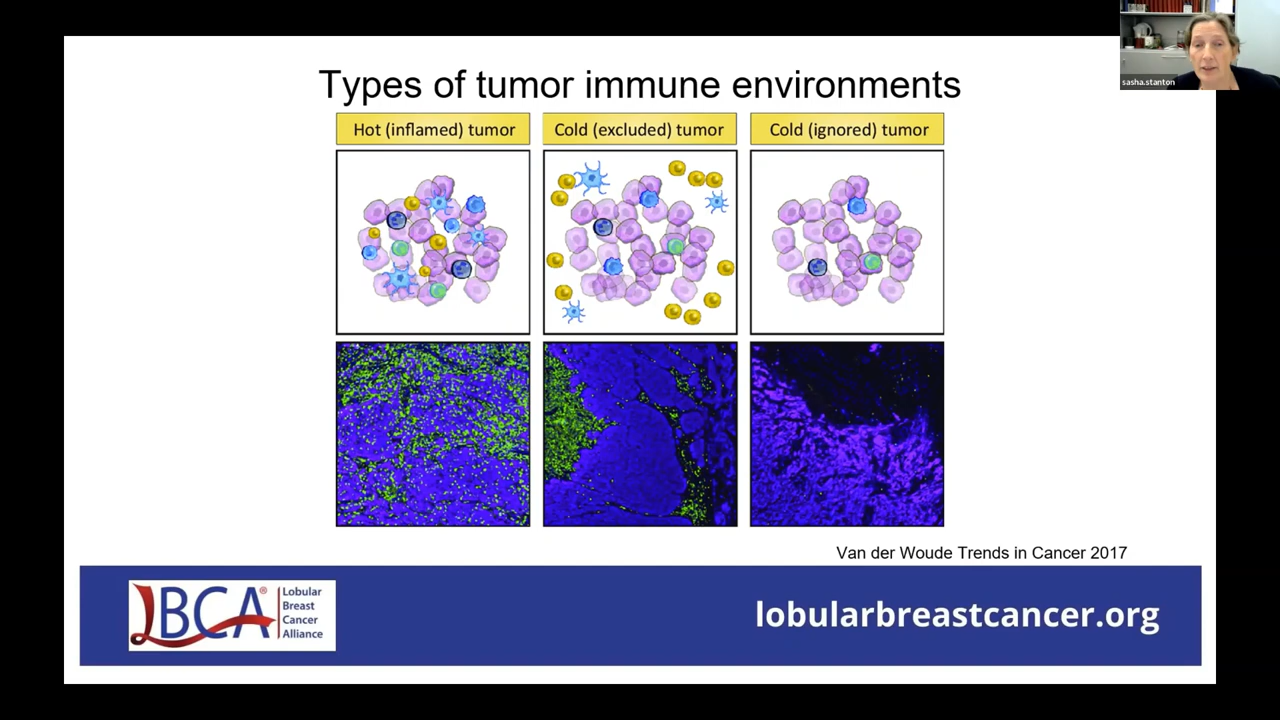 sasha.stanton
Types of tumor immune environments
Hot (inflamed) tumor
Cold (excluded) tumor
Cold (ignored) tumor
Van der Woude Trends in Cancer 2017
LBCA®
Lobular
Breast
Cancer
Alliance
lobularbreastcancer.org